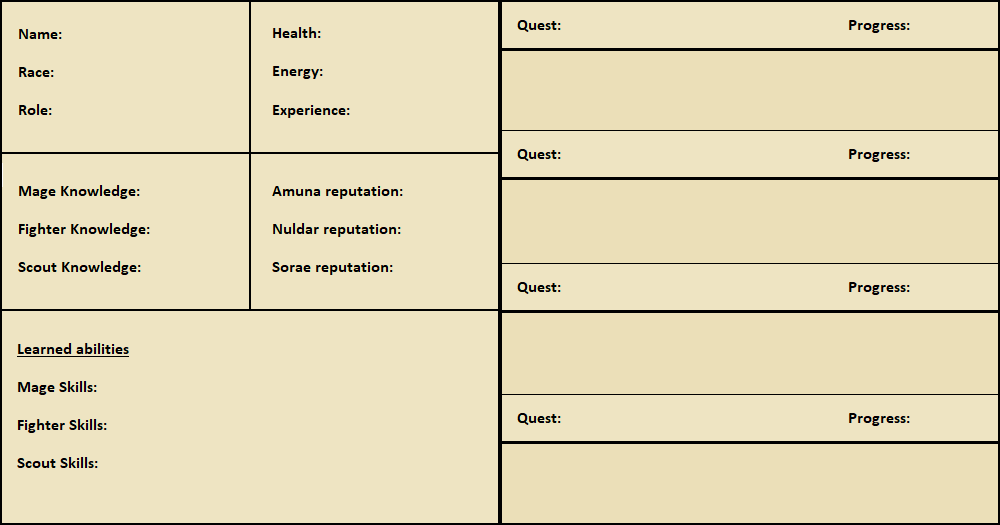 Name:
Race:
Role:
Health:
Energy:
Experience:
Mage Knowledge:
Fighter Knowledge:
Scout Knowledge:
Amuna reputation:
Nuldar reputation:
Sorae reputation:
Learned abilities
Mage Skills:
Fighter Skills:
Scout Skills:
Quest: Progress:
Quest: Progress:
Quest: Progress:
Quest: Progress: